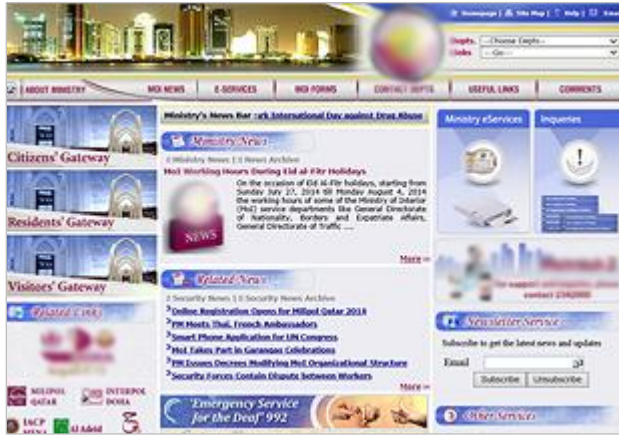 Homepage | Site Map | Help |
Depts. --Choose Depts--
Links --Go--
ABOUT MINISTRY MOI NEWS E-SERVICES MOI FORMS CONTACT DEPTS USEFUL LINKS COMMENTS
Citizens' Gateway
Residents' Gateway
Visitors' Gateway
Related Links
MILIPOL
QATAR
INTERPOL
DOHA
IACP
Al Adeid
Ministry's News Bar :urk International Day against Drug Abuse
Ministry News
Ministry News | News Archive
MoI Working Hours During Eid al-Fitr Holidays
On the occasion of Eid Al-Fitr holidays, starting from
Sunday July 27, 2014 till Monday August 4, 2014
the working hours of some of the Ministry of Interior
(MoI) service departments like General Directorate
of Nationality, Borders and Expatriate Affairs,
General Directorate of Traffic ....
NEWS
More
Related News
Security News | Security News Archive
Online Registration Opens for Milipol Qatar 2014
PM Meets Thai, French Ambassadors
Smart Phone Application for UN Congress
MoI Takes Part in Garangao Celebrations
PM Issues Decrees Modifying MoI Organizational Structure
Security Forces Contain Dispute between Workers
More
'Emergency Service
for the Deaf' 992
Ministry eServices
Inqueries
contact 2342000
Newsletter Service
Subscribe to get the latest news and updates
Email
Subscribe Unsubscribe
Other Services